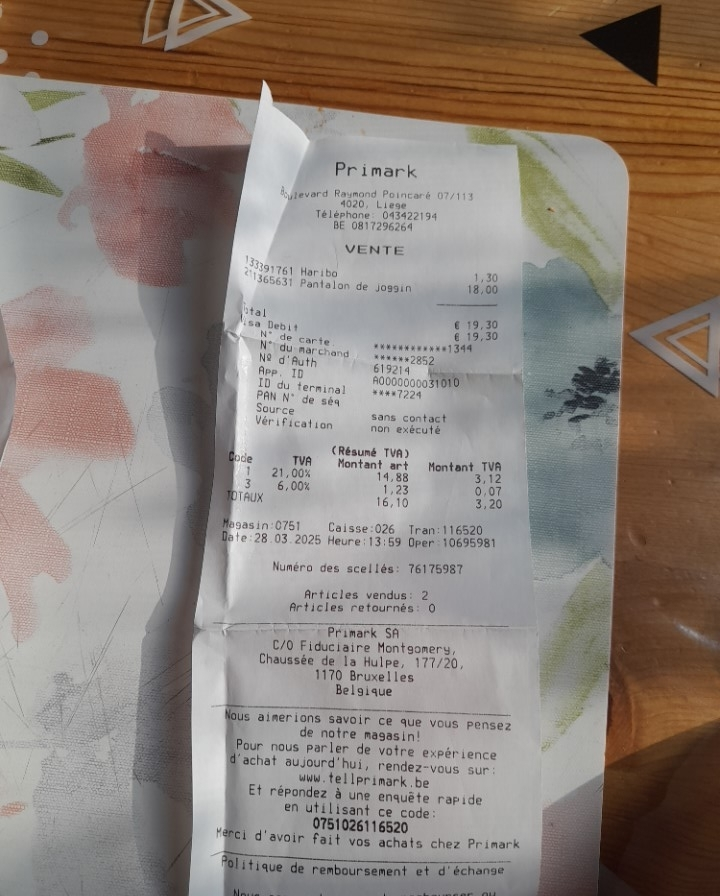 Primark
Boulevard Raymond Poincaré 07/113
4020, Liege
Téléphone: 043422194
BE 0817296264
VENTE
133391761 Haribo 1,30
211365631 Pantalon de joggin 18,00
Total € 19,30
Visa Debit € 19,30
N° de carte. ************1344
N° du marchand ******2852
Nº d'Auth 619214
App. ID A0000000031010
ID du terminal ****7224
PAN N° de séq
Source sans contact
Vérification non exécuté
(Résumé TVA)
Code TVA Montant art Montant TVA
1 21,00% 14,88 3,12
3 6,00% 1,23 0,07
TOTAUX 16,10 3,20
Magasin:0751 Caisse:026 Tran:116520
Date:28.03.2025 Heure:13:59 Oper:10695981
Numéro des scellés: 76175987
Articles vendus: 2
Articles retournés: 0
Primark SA
C/O Fiduciaire Montgomery,
Chaussée de la Hulpe, 177/20,
1170 Bruxelles
Belgique
Nous aimerions savoir ce que vous pensez
de notre magasin!
Pour nous parler de votre expérience
d'achat aujourd'hui, rendez-vous sur:
www.tellprimark.be
Et répondez à une enquête rapide
en utilisant ce code:
0751026116520
Merci d'avoir fait vos achats chez Primark
Politique de remboursement et d'échange